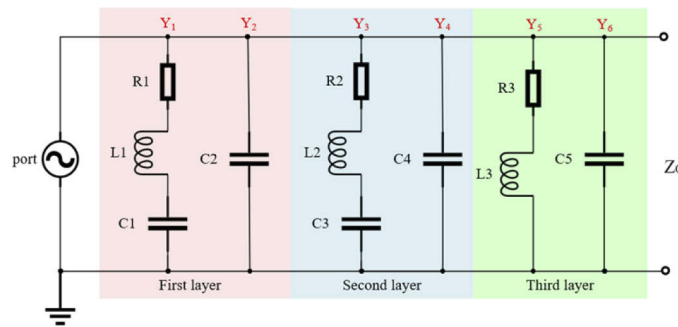 Y1 Y2 Y3 Y4 Y5 Y6
R1 R2 R3
port L1 C2 L2 C4 L3 C5
C1 C3
First layer Second layer Third layer